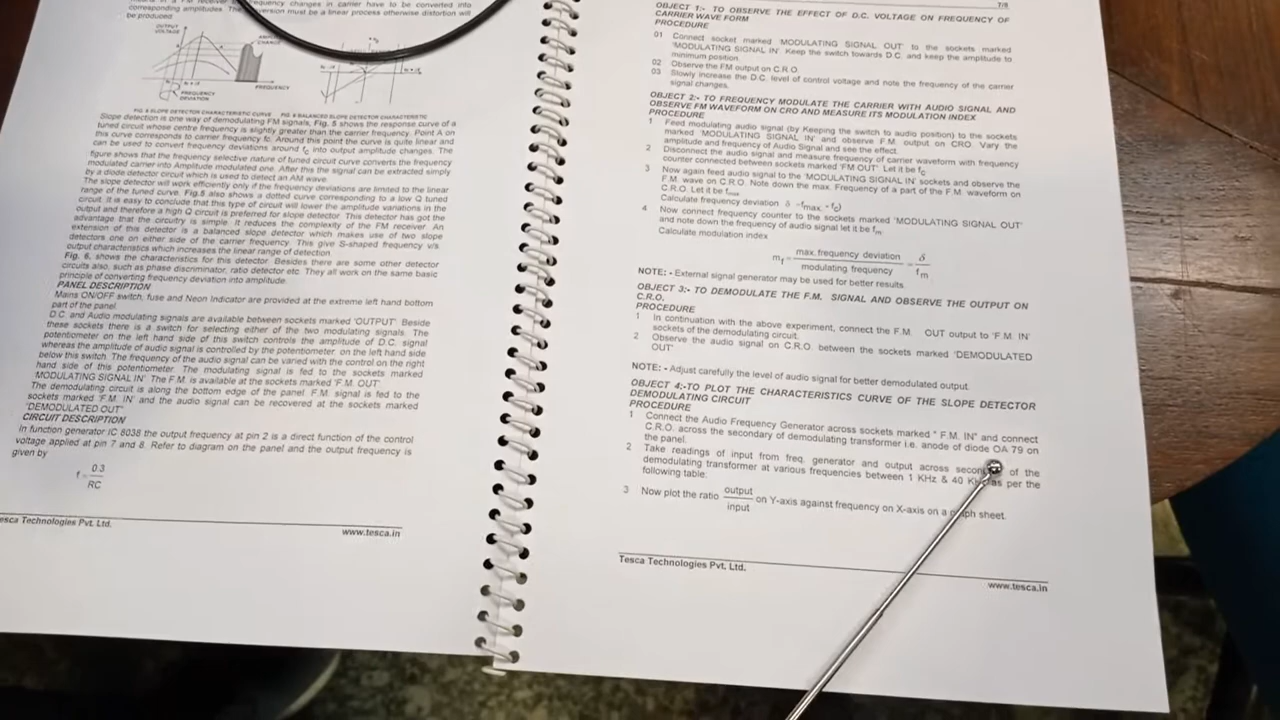 corresponding amplitudes. The
version must be a linear process otherwise distortion will
be produced.
OUTPUT
VOLTAGE
FREQUENCY
FREQUENCY
DEVIATION
FIG. 5 SLOPE DETECTOR CHARACTERISTIC CURVE FIG. 6 BALANCED SLOPE DETECTOR CHARACTERISTIC
Slope detection is one way of demodulating FM signals, Fig. 5 shows the response curve of a
tuned circuit whose centre frequency is slightly greater than the carrier frequency. Point A on
this curve corresponds to carrier frequency fc. Around this point the curve is quite linear and
can be used to convert frequency deviations around fc into output amplitude changes. The
figure shows that the frequency selective nature of tuned circuit curve converts the frequency
modulated carrier into Amplitude modulated one. After this the signal can be extracted simply
by a diode detector circuit which is used to detect an AM wave.
The slope detector will work efficiently only if the frequency deviations are limited to the linear
range of the tuned curve. Fig.5 also shows a dotted curve corresponding to a low Q tuned
circuit. It is easy to conclude that this type of circuit will lower the amplitude variations in the
output and therefore a high Q circuit is preferred for slope detector. This detector has got the
advantage that the circuitry is simple. It reduces the complexity of the FM receiver. An
extension of this detector is a balanced slope detector which makes use of two slope
detectors one on either side of the carrier frequency. This give S-shaped frequency v/s
output characteristics which increases the linear range of detection.
Fig. 6, shows the characteristics for this detector. Besides there are some other detector
circuits also, such as phase discriminator, ratio detector etc. They all work on the same basic
principle of converting frequency deviation into amplitude.
PANEL DESCRIPTION
Mains ON/OFF switch, fuse and Neon Indicator are provided at the extreme left hand bottom
part of the panel.
D.C. and Audio modulating signals are available between sockets marked 'OUTPUT'. Beside
these sockets there is a switch for selecting either of the two modulating signals. The
potentiometer on the left hand side of this switch controls the amplitude of D.C. signal
whereas the amplitude of audio signal is controlled by the potentiometer on the left hand side
below this switch. The frequency of the audio signal can be varied with the control on the right
hand side of this potentiometer. The modulating signal is fed to the sockets marked
MODULATING SIGNAL IN'. The F.M. is available at the sockets marked 'F.M. OUT'.
The demodulating circuit is along the bottom edge of the panel. F.M. signal is fed to the
sockets marked 'F.M. IN' and the audio signal can be recovered at the sockets marked
"DEMODULATED OUT"
CIRCUIT DESCRIPTION
In function generator IC 8038 the output frequency at pin 2 is a direct function of the control
voltage applied at pin 7 and 8. Refer to diagram on the panel and the output frequency is
given by
f = 0.3 / RC
esca Technologies Pvt. Ltd. www.tesca.in
7/8
OBJECT 1:- TO OBSERVE THE EFFECT OF D.C. VOLTAGE ON FREQUENCY OF
CARRIER WAVE FORM
PROCEDURE
01 Connect socket marked 'MODULATING SIGNAL OUT' to the sockets marked
'MODULATING SIGNAL IN'. Keep the switch towards D.C. and keep the amplitude to
minimum position.
02 Observe the FM output on C.R.O.
03 Slowly increase the D.C. level of control voltage and note the frequency of the carrier
signal changes.
OBJECT 2:- TO FREQUENCY MODULATE THE CARRIER WITH AUDIO SIGNAL AND
OBSERVE FM WAVEFORM ON CRO AND MEASURE ITS MODULATION INDEX
PROCEDURE
1 Feed modulating audio signal (by Keeping the switch to audio position) to the sockets
marked 'MODULATING SIGNAL IN' and observe F.M. output on CRO. Vary the
amplitude and frequency of Audio Signal and see the effect.
2 Disconnect the audio signal and measure frequency of carrier waveform with frequency
counter connected between sockets marked 'FM OUT'. Let it be fc
3 Now again feed audio signal to the 'MODULATING SIGNAL IN' sockets and observe the
F.M. wave on C.R.O. Note down the max. Frequency of a part of the F.M. waveform on
C.R.O. Let it be fmax
Calculate frequency deviation δ =fmax - fc)
4. Now connect frequency counter to the sockets marked 'MODULATING SIGNAL OUT'
and note down the frequency of audio signal let it be fm
Calculate modulation index
mf = max.frequency deviation / modulating frequency = δ / fm
NOTE: - External signal generator may be used for better results.
OBJECT 3:- TO DEMODULATE THE F.M. SIGNAL AND OBSERVE THE OUTPUT ON
C.R.O.
PROCEDURE
1 In continuation with the above experiment, connect the F.M. OUT output to 'F.M. IN'
sockets of the demodulating circuit.
2 Observe the audio signal on C.R.O. between the sockets marked 'DEMODULATED
OUT'
NOTE: - Adjust carefully the level of audio signal for better demodulated output.
OBJECT 4:-TO PLOT THE CHARACTERISTICS CURVE OF THE SLOPE DETECTOR
DEMODULATING CIRCUIT
PROCEDURE
1 Connect the Audio Frequency Generator across sockets marked " F.M. IN" and connect
C.R.O. across the secondary of demodulating transformer i.e. anode of diode OA 79 on
the panel.
2 Take readings of input from freq. generator and output across of the
demodulating transformer at various frequencies between 1 KHz & 40 as per the
following table.
3 Now plot the ratio output / input on Y-axis against frequency on X-axis on a sheet.
Tesca Technologies Pvt. Ltd.
www.tesca.in